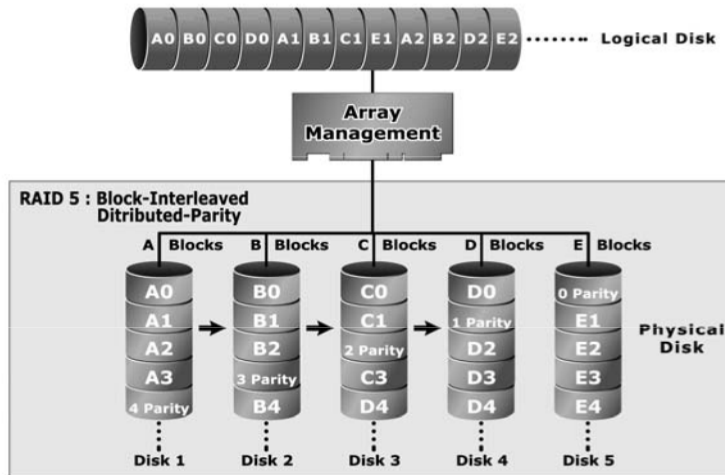 A0 B0 C0 D0 A1 B1 C1 E1 A2 B2 D2 E2 Logical Disk
Array
Management
RAID 5 : Block-Interleaved
Ditributed-Parity
A Blocks B Blocks C Blocks D Blocks E Blocks
A0 B0 C0 D0 0 Parity
A1 B1 C1 1 Parity E1
A2 B2 2 Parity D2 E2
A3 3 Parity C3 D3 E3
4 Parity B4 D4 D4 E4
Physical
Disk
Disk 1 Disk 2 Disk 3 Disk 4 Disk 5